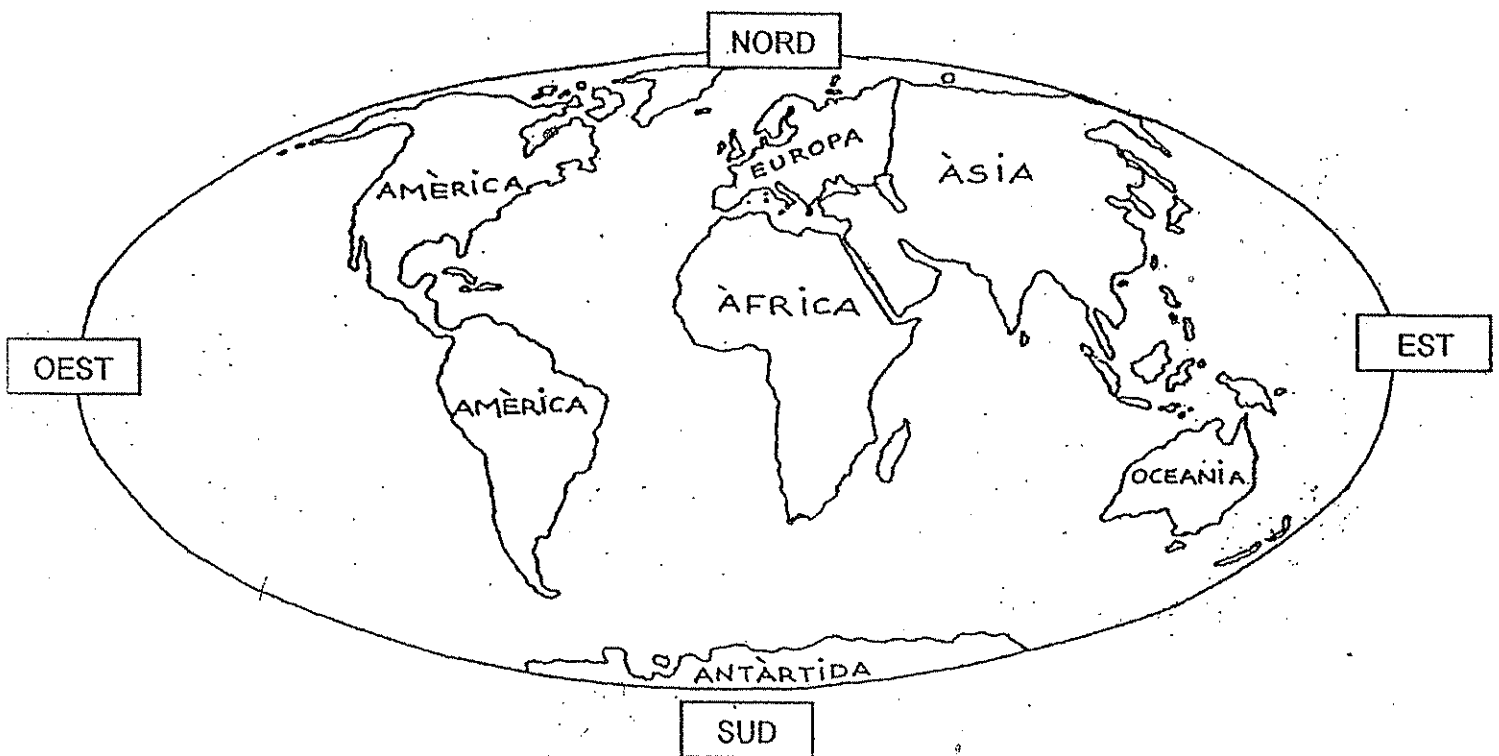 NORD
EUROPA
ÀSiA
AMÈRiCA
ÀFRiCA
OEST
EST
AMÈRiCA
OCEANiA
ANTÀRTiDA
SUD